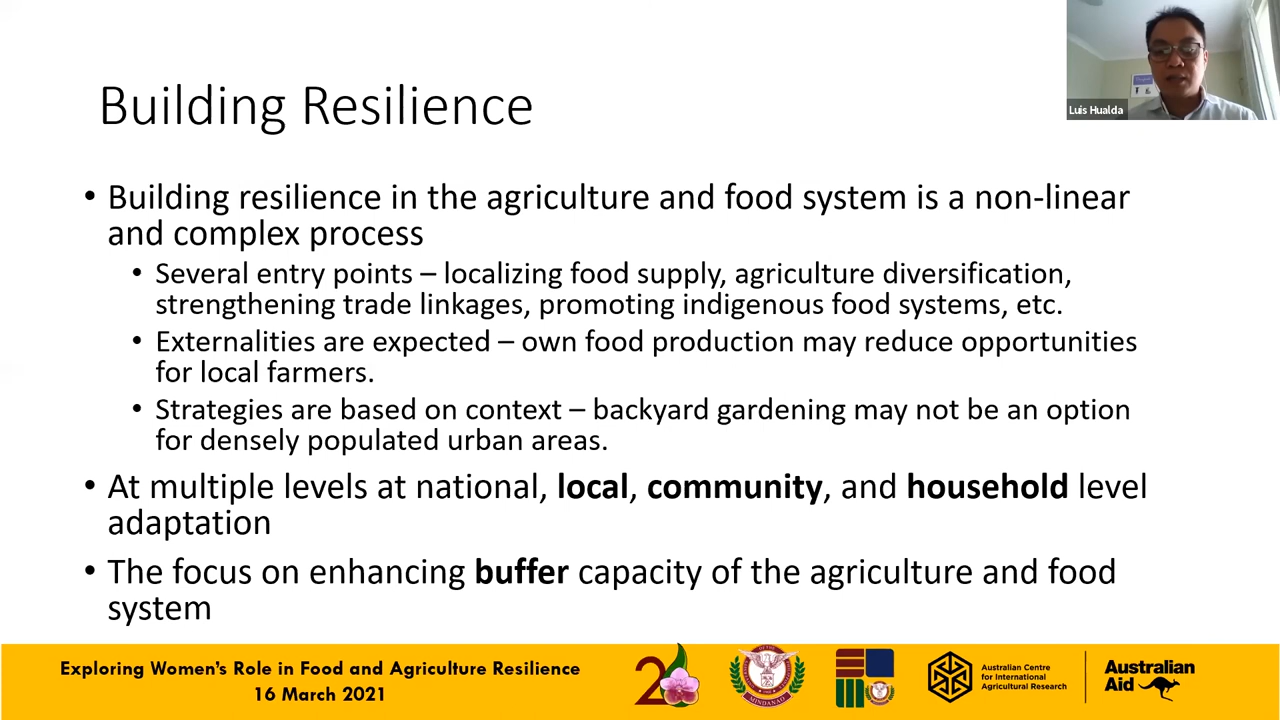 Luis Hualda
Building Resilience
• Building resilience in the agriculture and food system is a non-linear
and complex process
• Several entry points – localizing food supply, agriculture diversification,
strengthening trade linkages, promoting indigenous food systems, etc.
• Externalities are expected – own food production may reduce opportunities
for local farmers.
• Strategies are based on context – backyard gardening may not be an option
for densely populated urban areas.
• At multiple levels at national, local, community, and household level
adaptation
• The focus on enhancing buffer capacity of the agriculture and food
system
Exploring Women's Role in Food and Agriculture Resilience
16 March 2021
MINDANAO
Australian Centre
for International
Agricultural Research
Australian
Aid